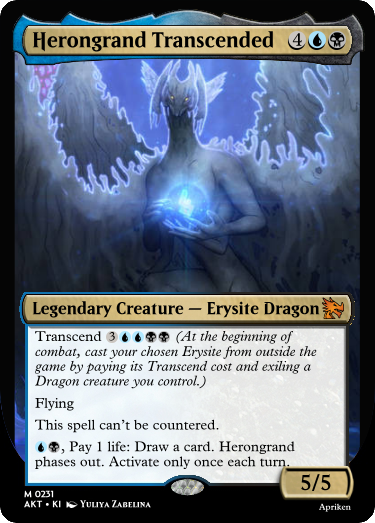 Herongrand Transcended 4
Legendary Creature — Erysite Dragon
Transcend 3 (At the beginning of
combat, cast your chosen Erysite from outside the
game by paying its Transcend cost and exiling a
Dragon creature you control.)
Flying
This spell can't be countered.
, Pay 1 life: Draw a card. Herongrand
phases out. Activate only once each turn.
5/5
M 0231
AKT • KI YULIYA ZABELINA
Apriken